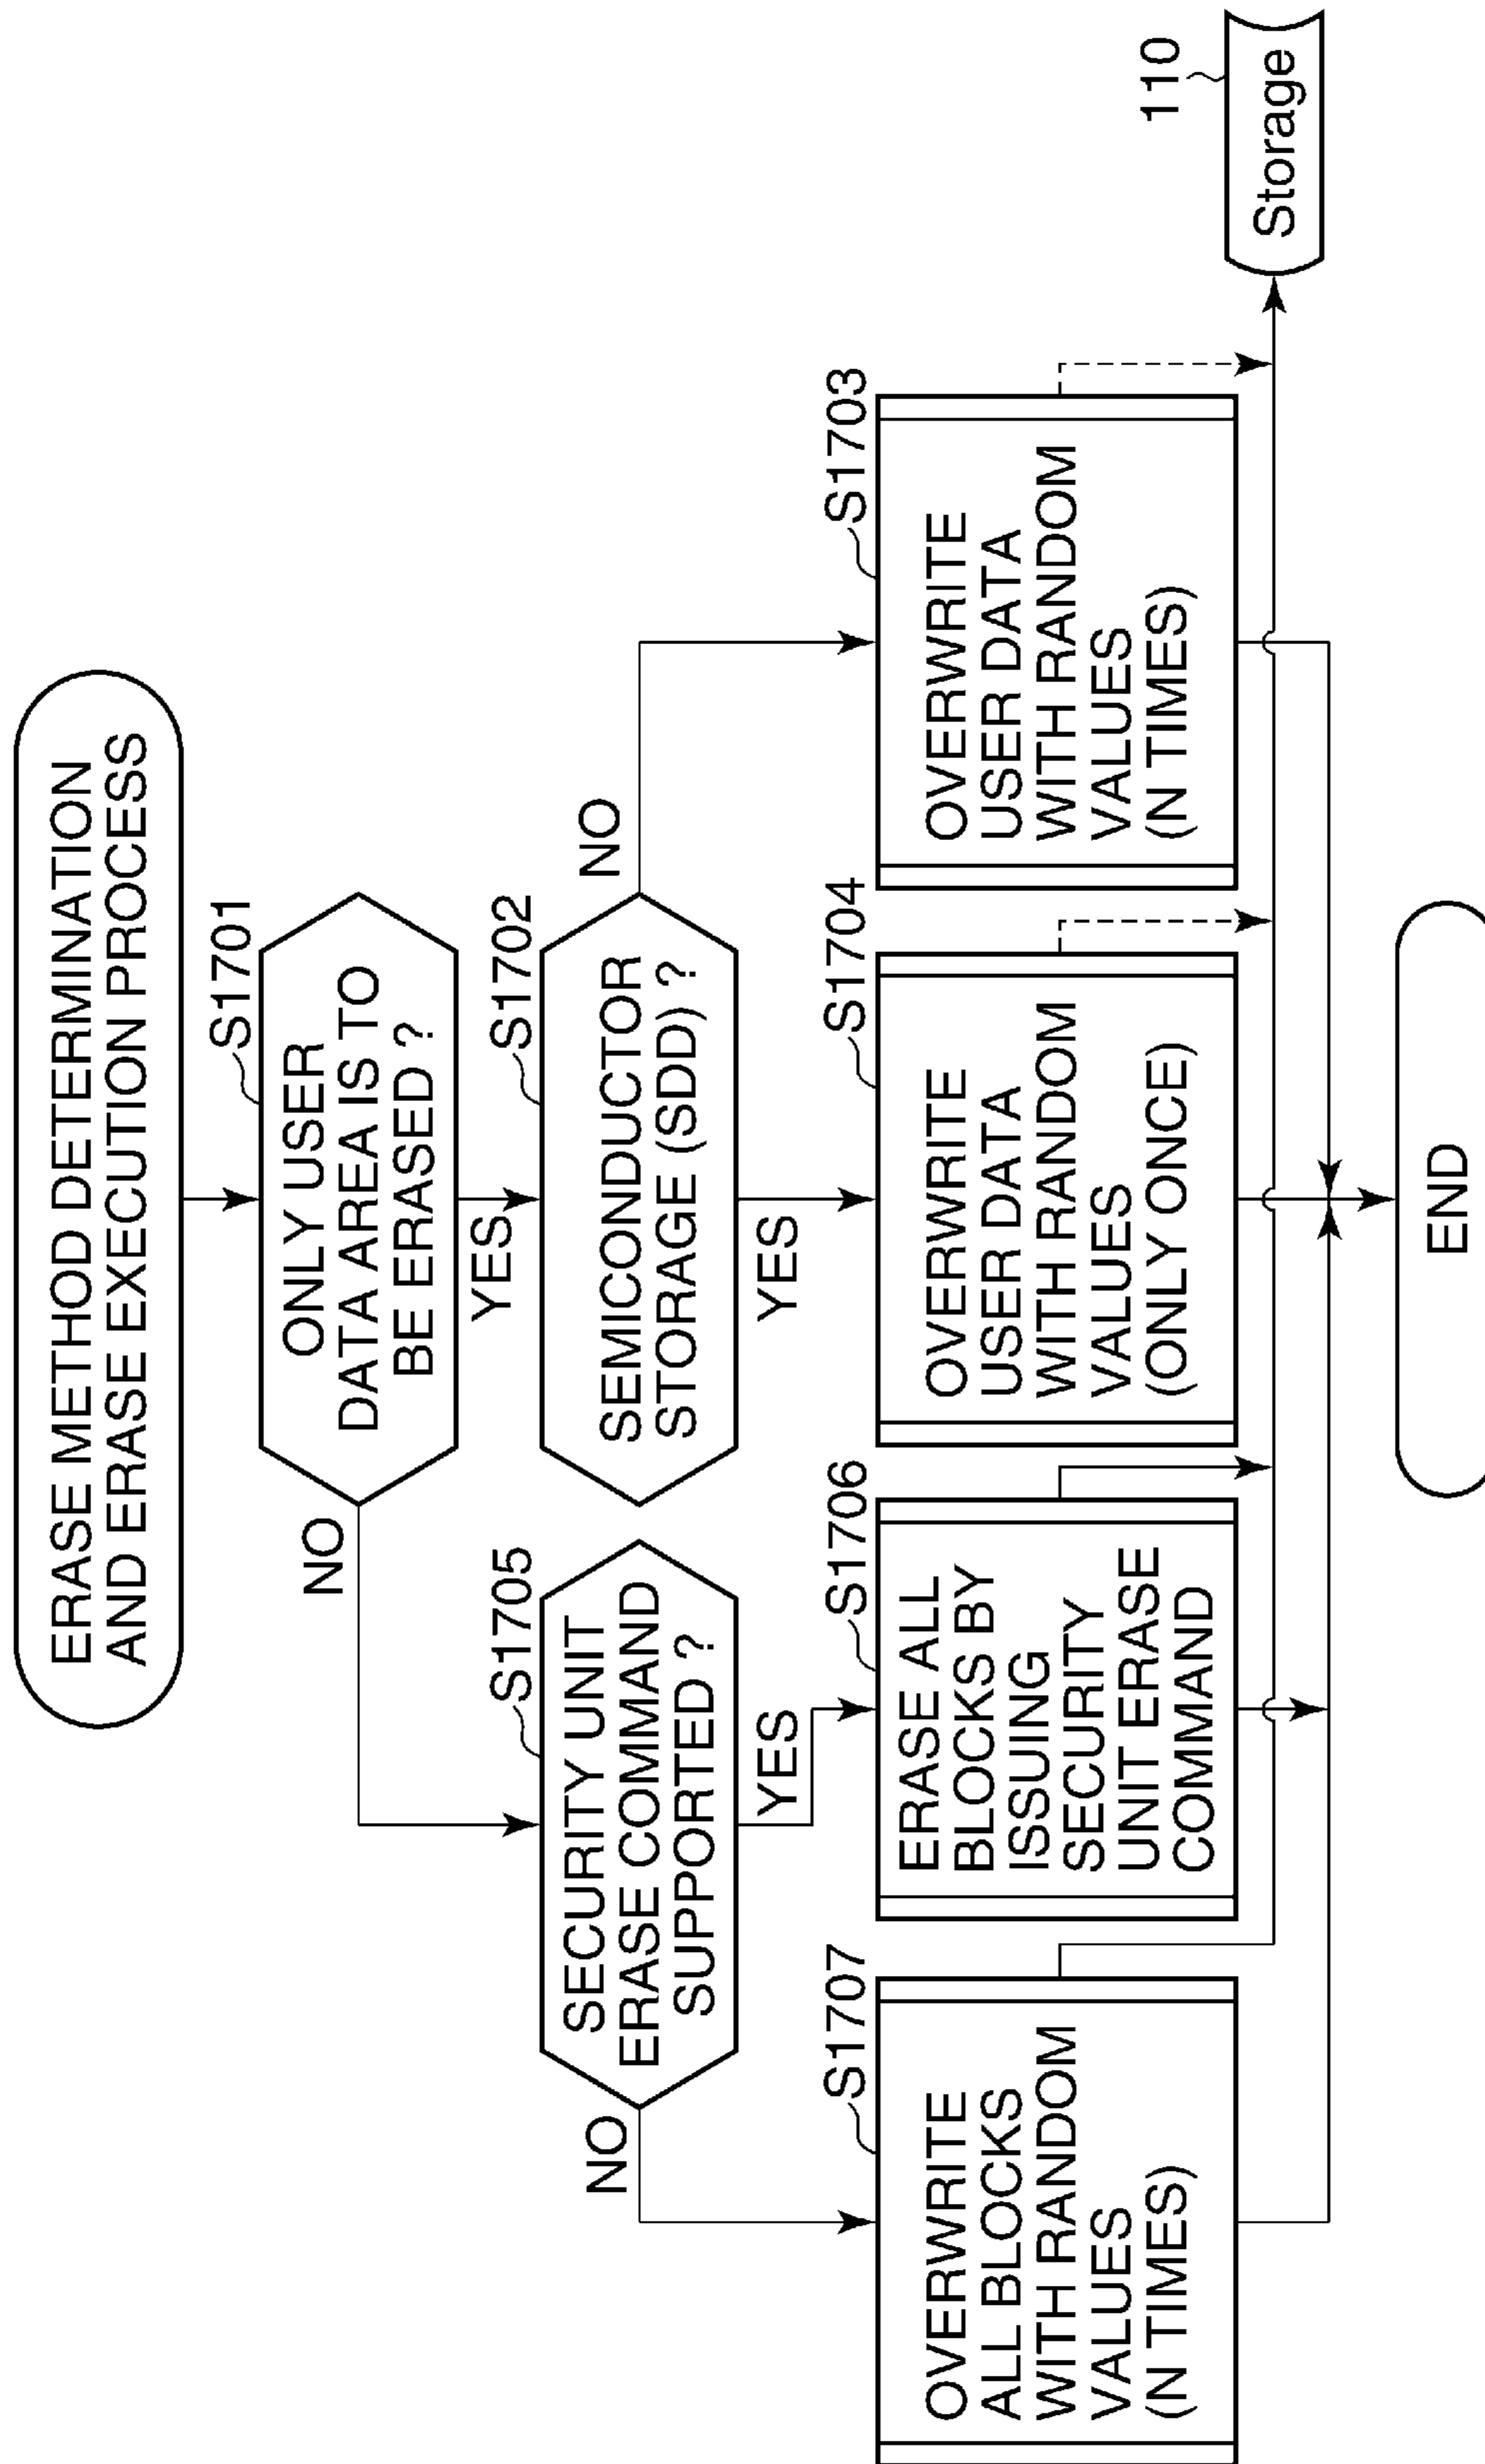 ERASE METHOD DETERMINATION
AND ERASE EXECUTION PROCESS
S1701
ONLY USER
DATA AREA IS TO
BE ERASED ?
NO
YES
S1705
SECURITY UNIT
ERASE COMMAND
SUPPORTED ?
NO
YES
S1702
SEMICONDUCTOR
STORAGE (SDD) ?
NO
YES
S1707
OVERWRITE
ALL BLOCKS
WITH RANDOM
VALUES
(N TIMES)
S1706
ERASE ALL
BLOCKS BY
ISSUING
SECURITY
UNIT ERASE
COMMAND
S1704
OVERWRITE
USER DATA
WITH RANDOM
VALUES
(ONLY ONCE)
S1703
OVERWRITE
USER DATA
WITH RANDOM
VALUES
(N TIMES)
110
Storage
END